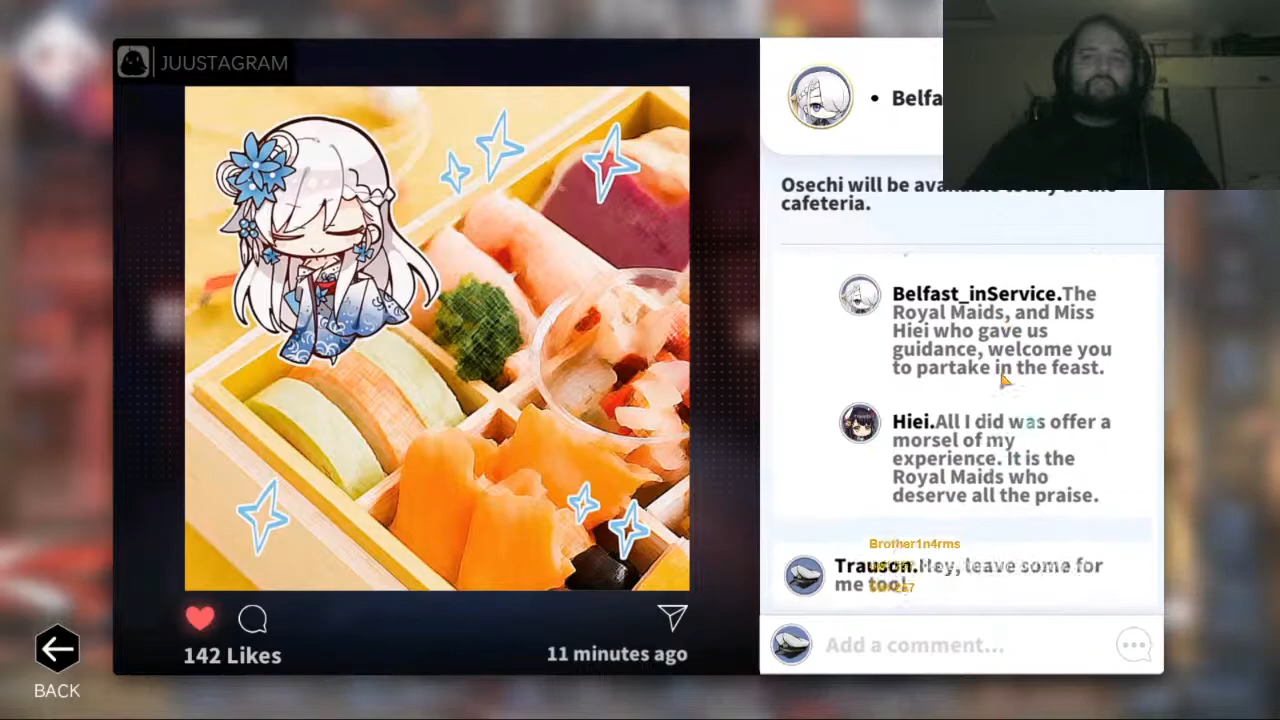 JUUSTAGRAM
• Belfa
Osechi will be available today at the
cafeteria.
Belfast_inService.The
Royal Maids, and Miss
Hiei who gave us
guidance, welcome you
to partake in the feast.
Hiei.All I did was offer a
morsel of my
experience. It is the
Royal Maids who
deserve all the praise.
Brother1n4rms
Trauson.Hey, leave some for
me too!
Add a comment...
142 Likes
11 minutes ago
BACK